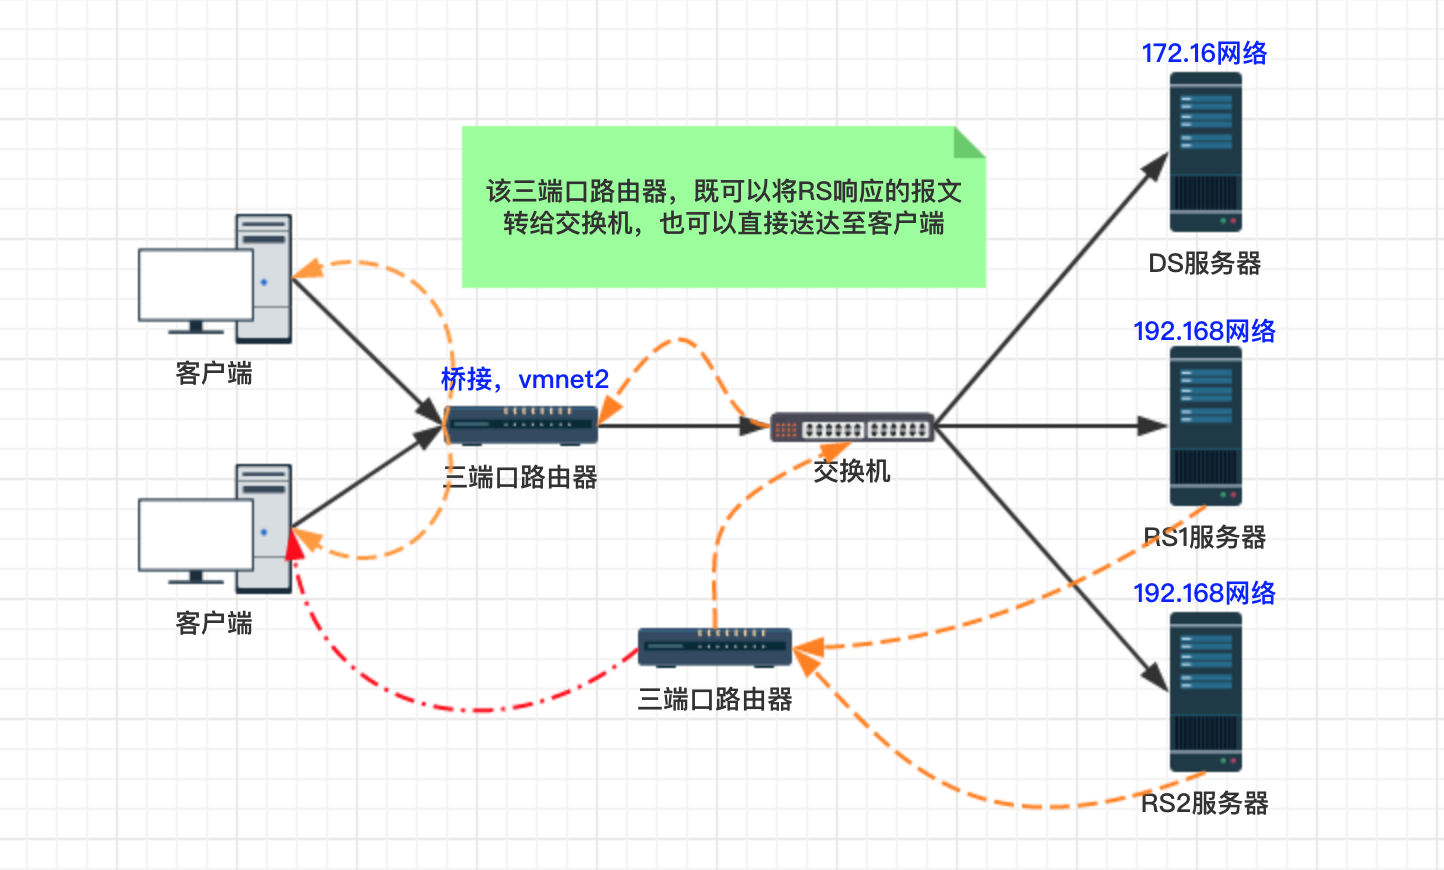 172.16网络
DS服务器
该三端口路由器，既可以将RS响应的报文
转给交换机，也可以直接送达至客户端
客户端
192.168网络
桥接，vmnet2
三端口路由器
交换机
RS1服务器
客户端
192.168网络
三端口路由器
RS2服务器